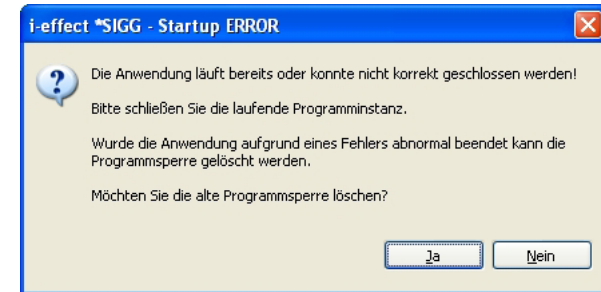 i-effect *SIGG - Startup ERROR
Die Anwendung läuft bereits oder konnte nicht korrekt geschlossen werden!
Bitte schließen Sie die laufende Programminstanz.
Wurde die Anwendung aufgrund eines Fehlers abnormal beendet kann die
Programmsperre gelöscht werden.
Möchten Sie die alte Programmsperre löschen?
Ja Nein